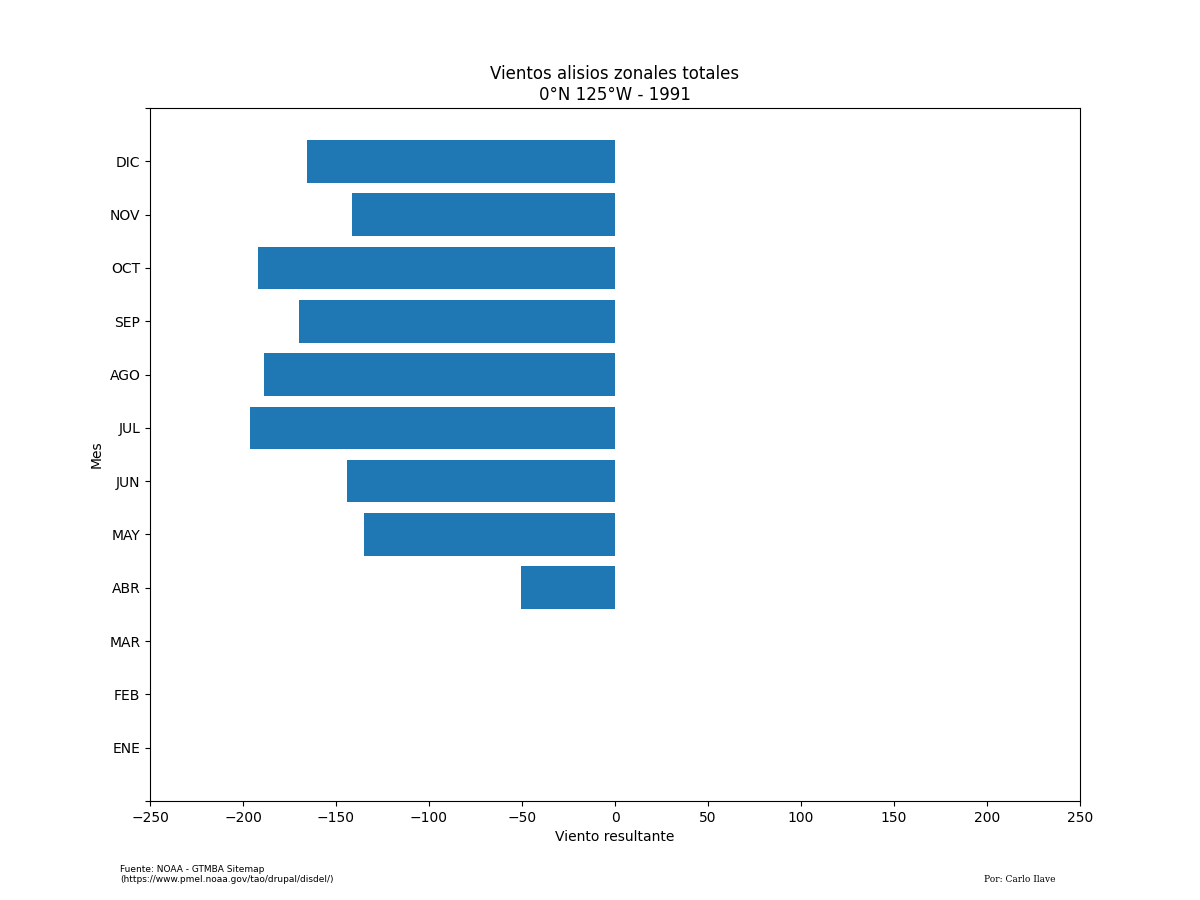 Vientos alisios zonales totales
0°N 125°W - 1991
DIC
NOV
OCT
SEP
AGO
JUL
JUN
MAY
ABR
MAR
FEB
ENE
Mes
−250 −200 −150 −100 −50 0 50 100 150 200 250
Viento resultante
Fuente: NOAA - GTMBA Sitemap
(https://www.pmel.noaa.gov/tao/drupal/disdel/)
Por: Carlo Ilave